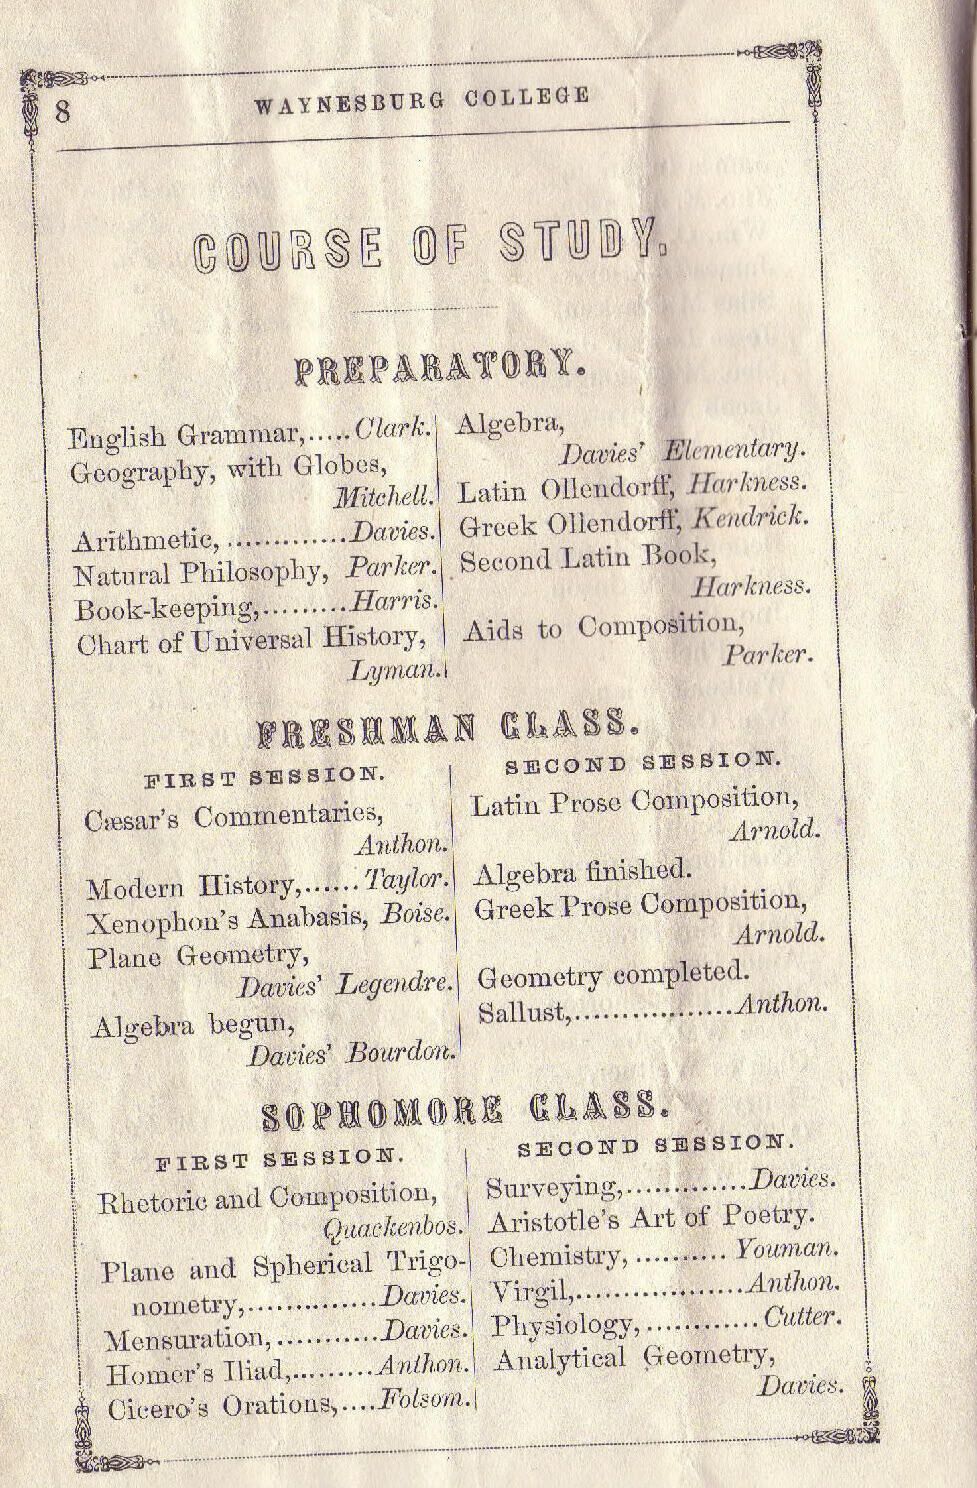 8
WAYNESBURG COLLEGE
COURSE OF STUDY.
PREPARATORY.
English Grammar,.....Clark.
Geography, with Globes,
Mitchell.
Arithmetic,.............Davies.
Natural Philosophy, Parker.
Book-keeping,.........Harris.
Chart of Universal History,
Lyman.
Algebra,
Davies' Elementary.
Latin Ollendorff, Harkness.
Greek Ollendorff, Kendrick.
Second Latin Book,
Harkness.
Aids to Composition,
Parker.
FRESHMAN CLASS.
FIRST SESSION.
Cæsar's Commentaries,
Anthon.
Modern History,......Taylor.
Xenophon's Anabasis, Boise.
Plane Geometry,
Davies' Legendre.
Algebra begun,
Davies' Bourdon.
SECOND SESSION.
Latin Prose Composition,
Arnold.
Algebra finished.
Greek Prose Composition,
Arnold.
Geometry completed.
Sallust,.................Anthon.
SOPHOMORE CLASS.
FIRST SESSION.
Rhetoric and Composition,
Quackenbos.
Plane and Spherical Trigo-
nometry,..............Davies.
Mensuration,...........Davies.
Homer's Iliad,.........Anthon.
Cicero's Orations,....Folsom.
SECOND SESSION.
Surveying,.............Davies.
Aristotle's Art of Poetry.
Chemistry,.......... Youman.
Virgil,..................Anthon.
Physiology,............Cutter.
Analytical Geometry,
Davies.